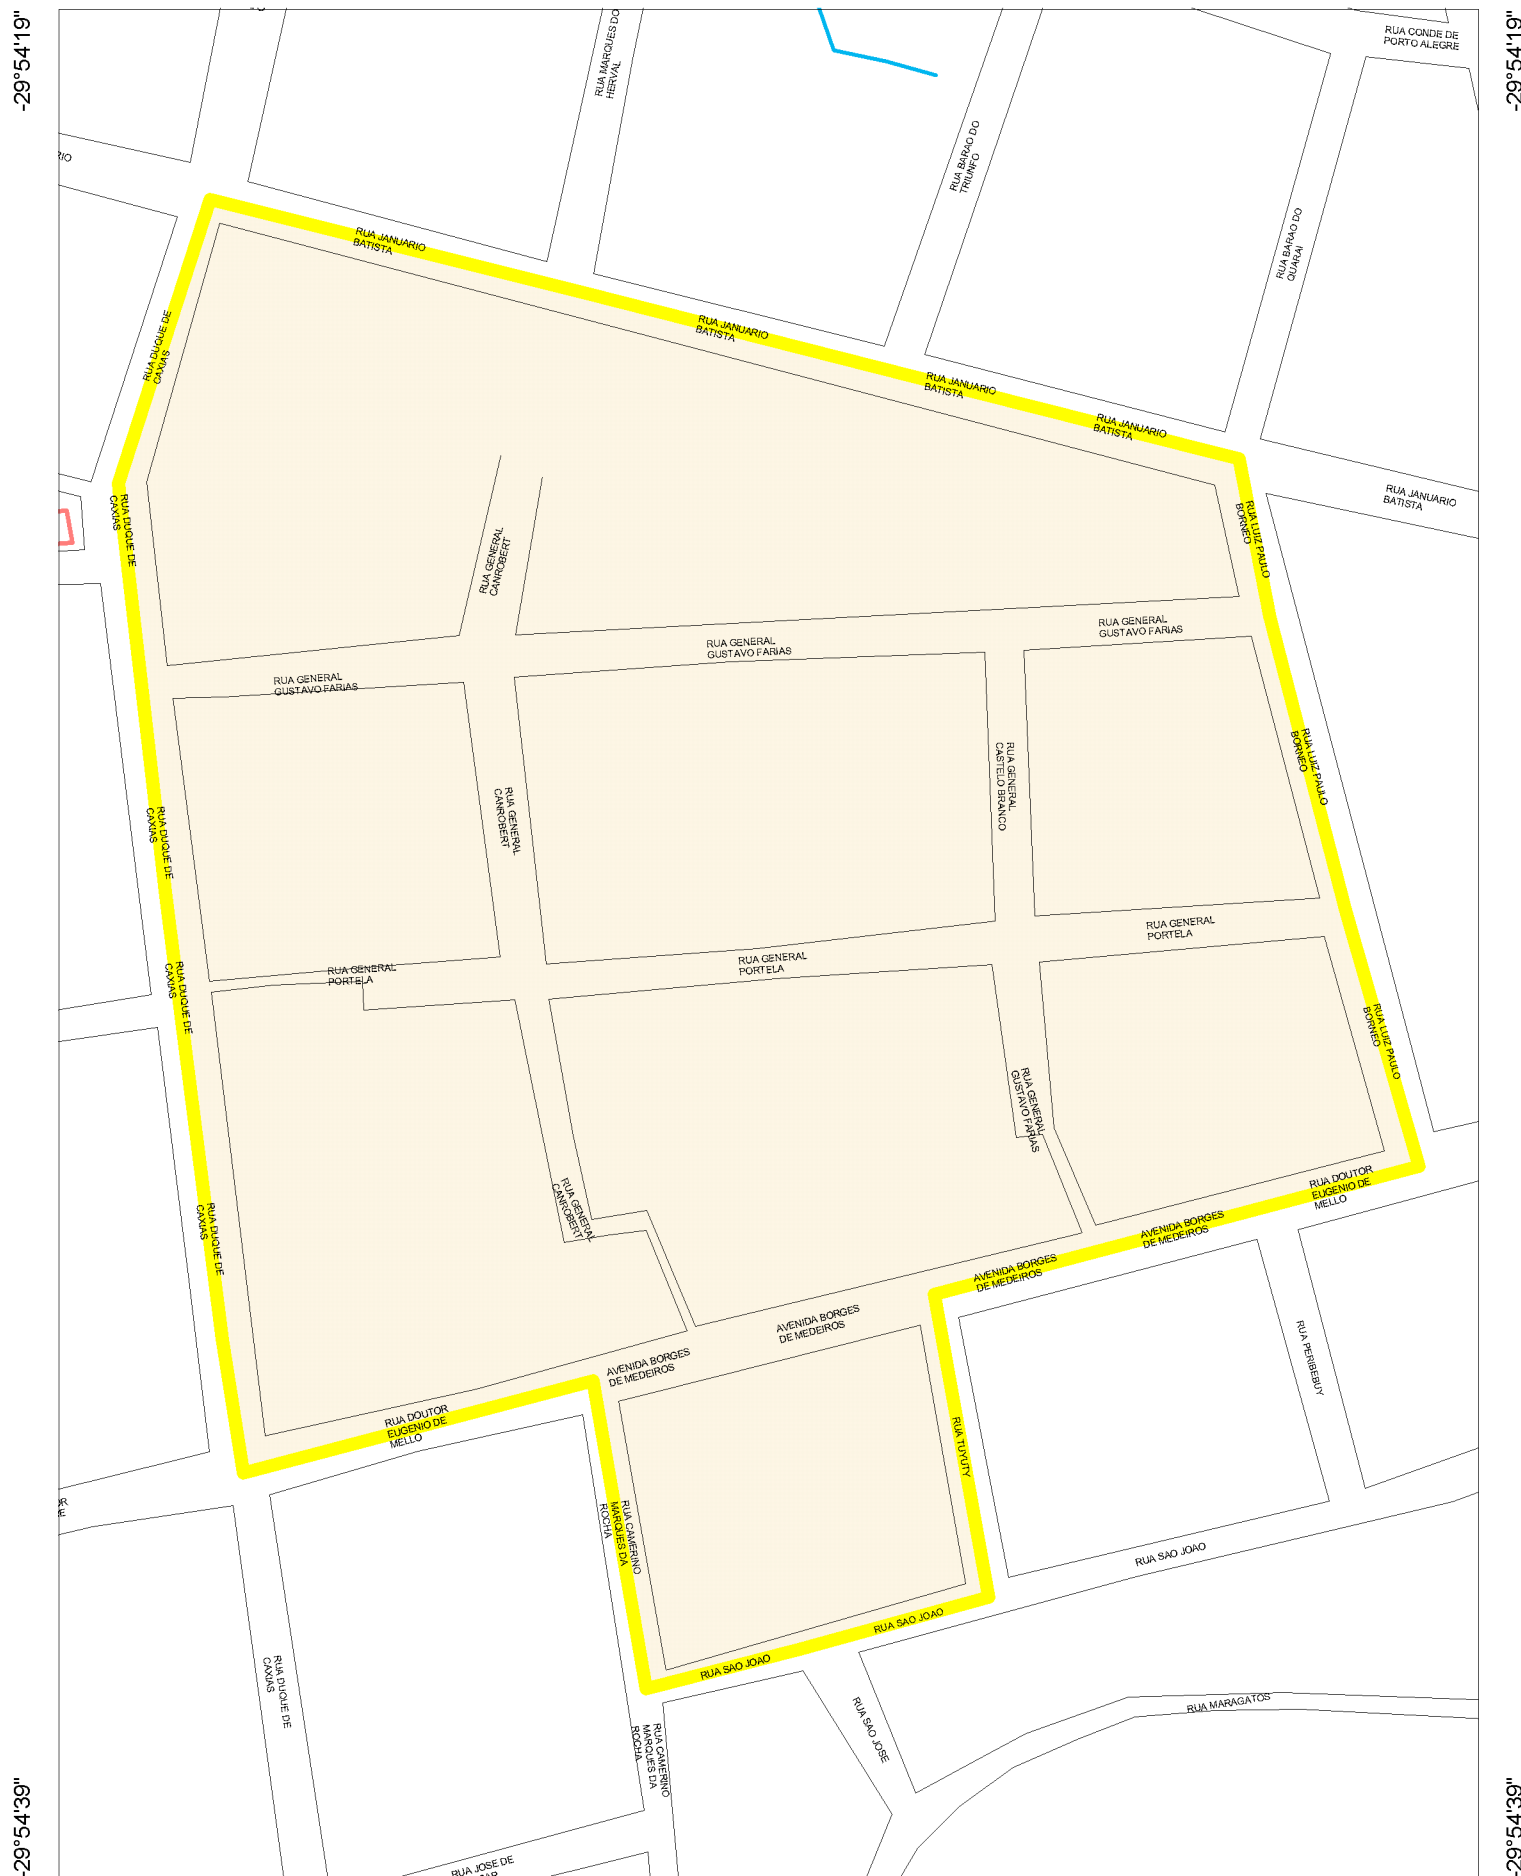 -29°54'19"
-29°54'19"
RUA CONDE DE
PORTO ALEGRE
RUA MARQUES DO
HERVAL
RUA BARAO DO
TRIUNFO
RIO
RUA BARAO DO
QUARAI
RUA JANUARIO
BATISTA
RUA JANUARIO
BATISTA
RUA DUQUE DE
CAXIAS
RUA JANUARIO
BATISTA
RUA JANUARIO
BATISTA
RUA JANUARIO
BATISTA
RUA DUQUE DE
CAXIAS
RUA GENERAL
CANROBERT
RUA LUIZ PAULO
BORNEO
RUA GENERAL
GUSTAVO FARIAS
RUA GENERAL
GUSTAVO FARIAS
RUA GENERAL
GUSTAVO FARIAS
RUA GENERAL
CASTELO BRANCO
RUA LUIZ PAULO
BORNEO
RUA GENERAL
CANROBERT
RUA DUQUE DE
CAXIAS
RUA GENERAL
PORTELA
RUA GENERAL
PORTELA
RUA GENERAL
PORTELA
RUA DUQUE DE
CAXIAS
RUA LUIZ PAULO
BORNEO
RUA GENERAL
GUSTAVO FARIAS
RUA GENERAL
CANROBERT
RUA DOUTOR
EUGENIO DE
MELLO
RUA DUQUE DE
CAXIAS
AVENIDA BORGES
DE MEDEIROS
AVENIDA BORGES
DE MEDEIROS
AVENIDA BORGES
DE MEDEIROS
AVENIDA BORGES
DE MEDEIROS
RUA PERIBEBUY
RUA DOUTOR
EUGENIO DE
MELLO
RUA TUYUTY
RUA CAMERINO
MARQUES DA
ROCHA
RUA SAO JOAO
RUA SAO JOAO
RUA SAO JOAO
RUA DUQUE DE
CAXIAS
RUA SAO JOSE
RUA MARAGATOS
RUA CAMERINO
MARQUES DA
ROCHA
RUA JOSE DE
-29°54'39"
-29°54'39"